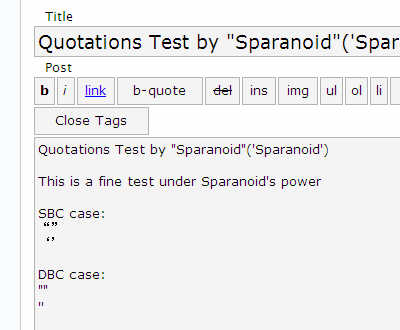 Title
Quotations Test by "Sparanoid"('Spar
Post
b i link b-quote del ins img ul ol li
Close Tags
Quotations Test by "Sparanoid"('Sparanoid')
This is a fine test under Sparanoid's power
SBC case:
“”
‘’
DBC case:
""
''